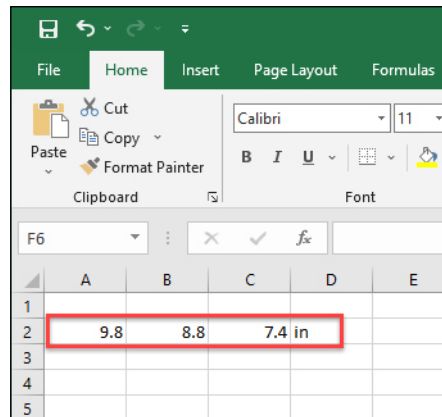 File Home Insert Page Layout Formulas
Cut
Copy
Paste
Format Painter
Calibri 11
B I U
Clipboard Font
F6 fx
A B C D E
1
2 9.8 8.8 7.4 in
3
4
5